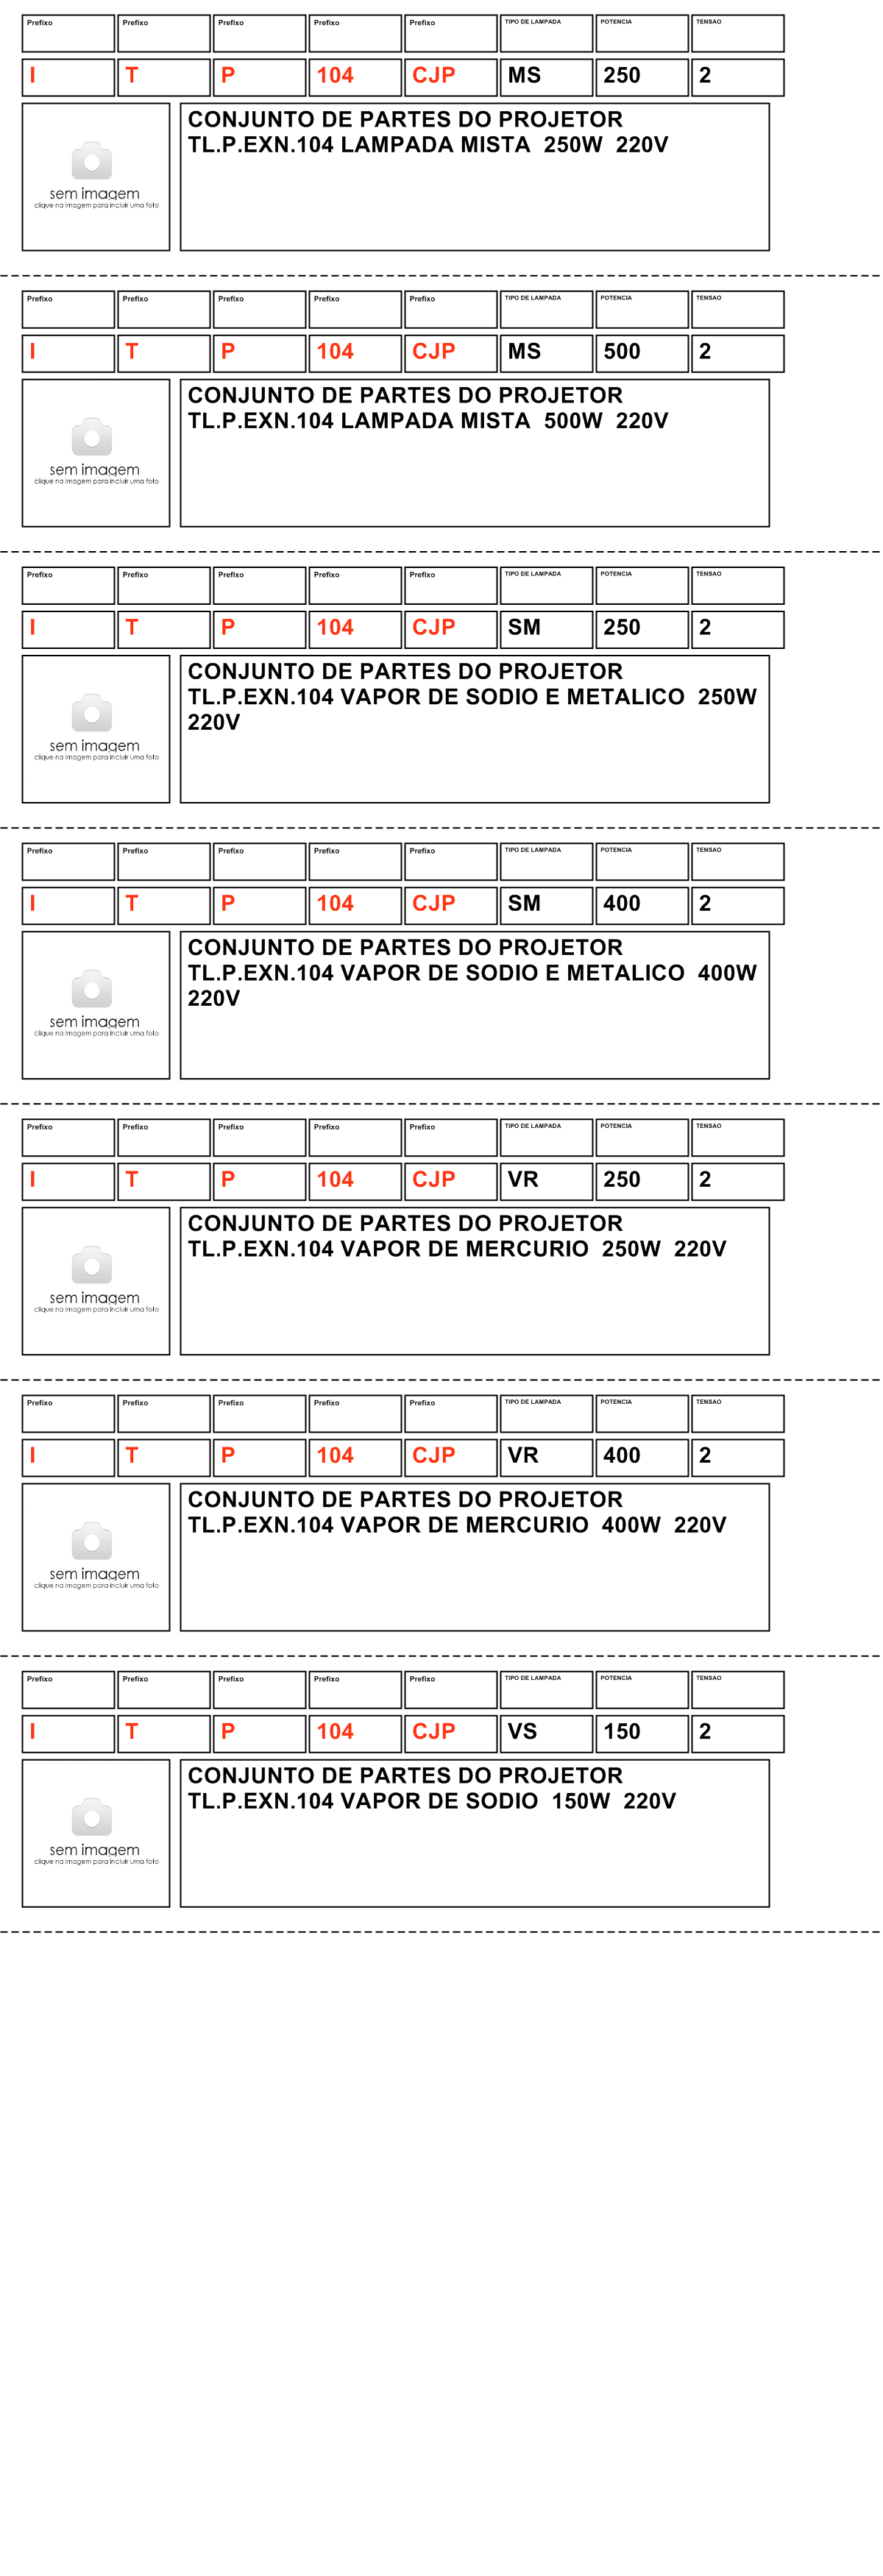 Prefixo Prefixo Prefixo Prefixo Prefixo TIPO DE LAMPADA POTENCIA TENSAO
I T P 104 CJP MS 250 2
CONJUNTO DE PARTES DO PROJETOR
TL.P.EXN.104 LAMPADA MISTA  250W  220V
sem imagem
clique na imagem para incluir uma foto
Prefixo Prefixo Prefixo Prefixo Prefixo TIPO DE LAMPADA POTENCIA TENSAO
I T P 104 CJP MS 500 2
CONJUNTO DE PARTES DO PROJETOR
TL.P.EXN.104 LAMPADA MISTA  500W  220V
sem imagem
clique na imagem para incluir uma foto
Prefixo Prefixo Prefixo Prefixo Prefixo TIPO DE LAMPADA POTENCIA TENSAO
I T P 104 CJP SM 250 2
CONJUNTO DE PARTES DO PROJETOR
TL.P.EXN.104 VAPOR DE SODIO E METALICO  250W
220V
sem imagem
clique na imagem para incluir uma foto
Prefixo Prefixo Prefixo Prefixo Prefixo TIPO DE LAMPADA POTENCIA TENSAO
I T P 104 CJP SM 400 2
CONJUNTO DE PARTES DO PROJETOR
TL.P.EXN.104 VAPOR DE SODIO E METALICO  400W
220V
sem imagem
clique na imagem para incluir uma foto
Prefixo Prefixo Prefixo Prefixo Prefixo TIPO DE LAMPADA POTENCIA TENSAO
I T P 104 CJP VR 250 2
CONJUNTO DE PARTES DO PROJETOR
TL.P.EXN.104 VAPOR DE MERCURIO  250W  220V
sem imagem
clique na imagem para incluir uma foto
Prefixo Prefixo Prefixo Prefixo Prefixo TIPO DE LAMPADA POTENCIA TENSAO
I T P 104 CJP VR 400 2
CONJUNTO DE PARTES DO PROJETOR
TL.P.EXN.104 VAPOR DE MERCURIO  400W  220V
sem imagem
clique na imagem para incluir uma foto
Prefixo Prefixo Prefixo Prefixo Prefixo TIPO DE LAMPADA POTENCIA TENSAO
I T P 104 CJP VS 150 2
CONJUNTO DE PARTES DO PROJETOR
TL.P.EXN.104 VAPOR DE SODIO  150W  220V
sem imagem
clique na imagem para incluir uma foto